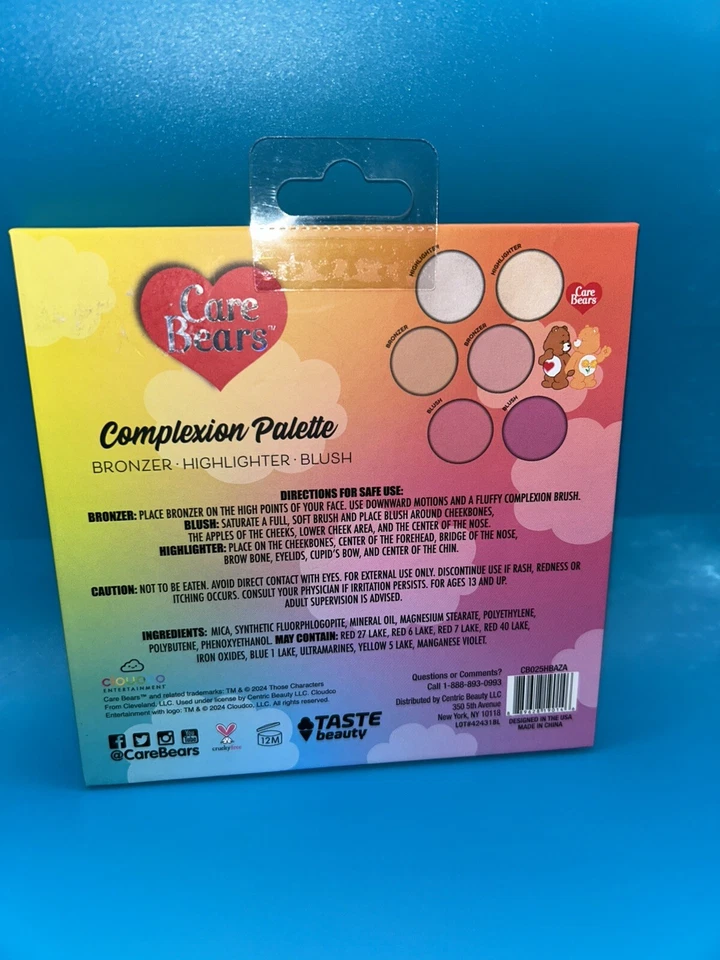 Care
Bears™
HIGHLIGHTER
HIGHLIGHTER
Care
Bears
BRONZER
BRONZER
BLUSH
BLUSH
Complexion Palette
BRONZER · HIGHLIGHTER · BLUSH
DIRECTIONS FOR SAFE USE:
BRONZER: PLACE BRONZER ON THE HIGH POINTS OF YOUR FACE. USE DOWNWARD MOTIONS AND A FLUFFY COMPLEXION BRUSH.
BLUSH: SATURATE A FULL, SOFT BRUSH AND PLACE BLUSH AROUND CHEEKBONES,
THE APPLES OF THE CHEEKS, LOWER CHEEK AREA, AND THE CENTER OF THE NOSE.
HIGHLIGHTER: PLACE ON THE CHEEKBONES, CENTER OF THE FOREHEAD, BRIDGE OF THE NOSE,
BROW BONE, EYELIDS, CUPID'S BOW, AND CENTER OF THE CHIN.
CAUTION: NOT TO BE EATEN. AVOID DIRECT CONTACT WITH EYES. FOR EXTERNAL USE ONLY. DISCONTINUE USE IF RASH, REDNESS OR
ITCHING OCCURS. CONSULT YOUR PHYSICIAN IF IRRITATION PERSISTS. FOR AGES 13 AND UP.
ADULT SUPERVISION IS ADVISED.
INGREDIENTS: MICA, SYNTHETIC FLUORPHLOGOPITE, MINERAL OIL, MAGNESIUM STEARATE, POLYETHYLENE,
POLYBUTENE, PHENOXYETHANOL. MAY CONTAIN: RED 27 LAKE, RED 6 LAKE, RED 7 LAKE, RED 40 LAKE,
IRON OXIDES, BLUE 1 LAKE, ULTRAMARINES, YELLOW 5 LAKE, MANGANESE VIOLET.
ENTERTAINMENT
Care Bears™ and related trademarks: TM & © 2024 Those Characters
From Cleveland, LLC. Used under license by Centric Beauty LLC. Cloudco
Entertainment with logo: TM & © 2024 Cloudco, LLC. All rights reserved.
You
Tube
@CareBears
crueltyfree
12M
TASTE
beauty
Questions or Comments?
Call 1-888-893-0993
Distributed by Centric Beauty LLC
350 5th Avenue
New York, NY 10118
LOT#424318L
CB025HBAZA
DESIGNED IN THE USA
MADE IN CHINA